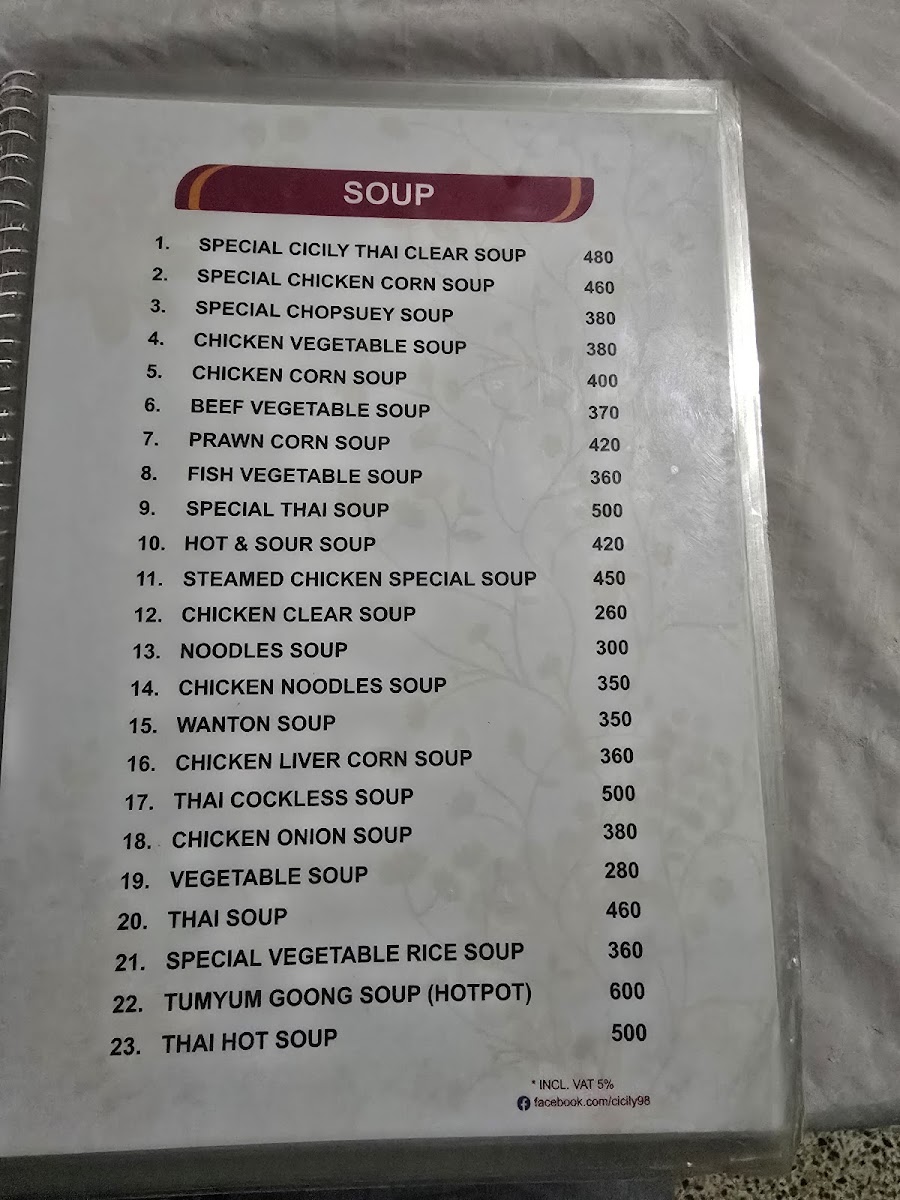 SOUP
1. SPECIAL CICILY THAI CLEAR SOUP 480
2. SPECIAL CHICKEN CORN SOUP 460
3. SPECIAL CHOPSUEY SOUP 380
4. CHICKEN VEGETABLE SOUP 380
5. CHICKEN CORN SOUP 400
6. BEEF VEGETABLE SOUP 370
7. PRAWN CORN SOUP 420
8. FISH VEGETABLE SOUP 360
9. SPECIAL THAI SOUP 500
10. HOT & SOUR SOUP 420
11. STEAMED CHICKEN SPECIAL SOUP 450
12. CHICKEN CLEAR SOUP 260
13. NOODLES SOUP 300
14. CHICKEN NOODLES SOUP 350
15. WANTON SOUP 350
16. CHICKEN LIVER CORN SOUP 360
17. THAI COCKLESS SOUP 500
18. CHICKEN ONION SOUP 380
19. VEGETABLE SOUP 280
20. THAI SOUP 460
21. SPECIAL VEGETABLE RICE SOUP 360
22. TUMYUM GOONG SOUP (HOTPOT) 600
23. THAI HOT SOUP 500
* INCL. VAT 5%
facebook.com/cicily98